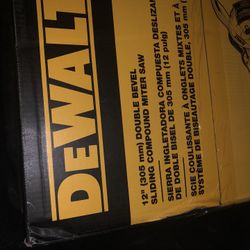 DEWALT
12" (305 mm) DOUBLE BEVEL
SLIDING COMPOUND MITER SAW
SIERRA INGLETADORA COMPUESTA DESLIZA
DE DOBLE BISEL DE 305 mm (12 pulg)
SCIE COULISSANTE À ONGLETS MIXTES ET À
SYSTÈME DE BISEAUTAGE DOUBLE, 305 mm